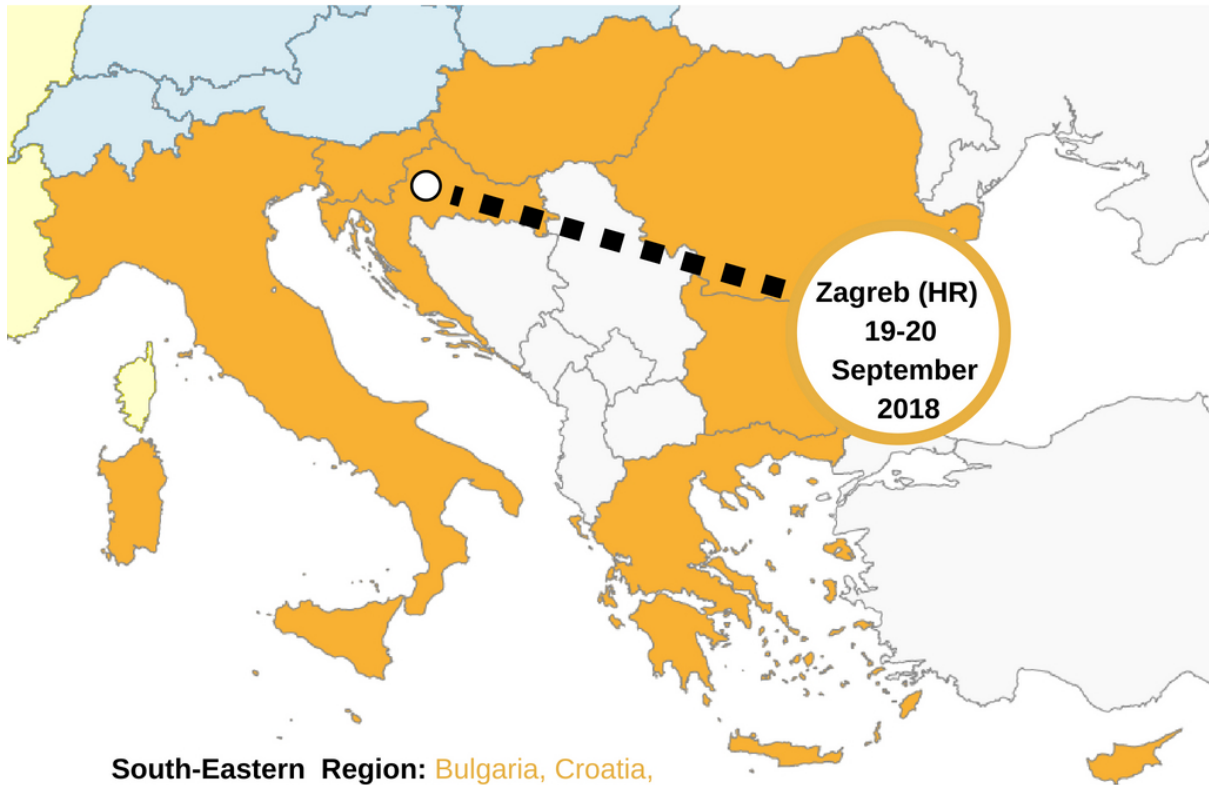 Zagreb (HR)
19-20
September
2018
South-Eastern Region: Bulgaria, Croatia,